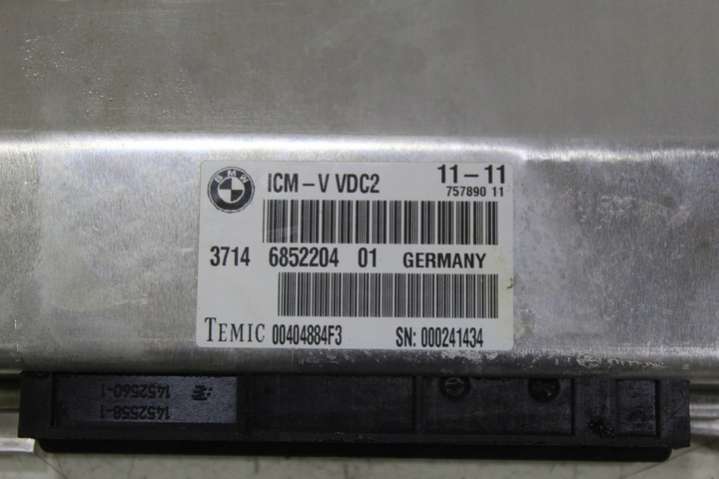 BMW
ICM – V VDC2
11 – 11
757890 11
3714 6852204 01 GERMANY
TEMIC 00404884F3 SN: 000241434
1452558-1
1452560-1